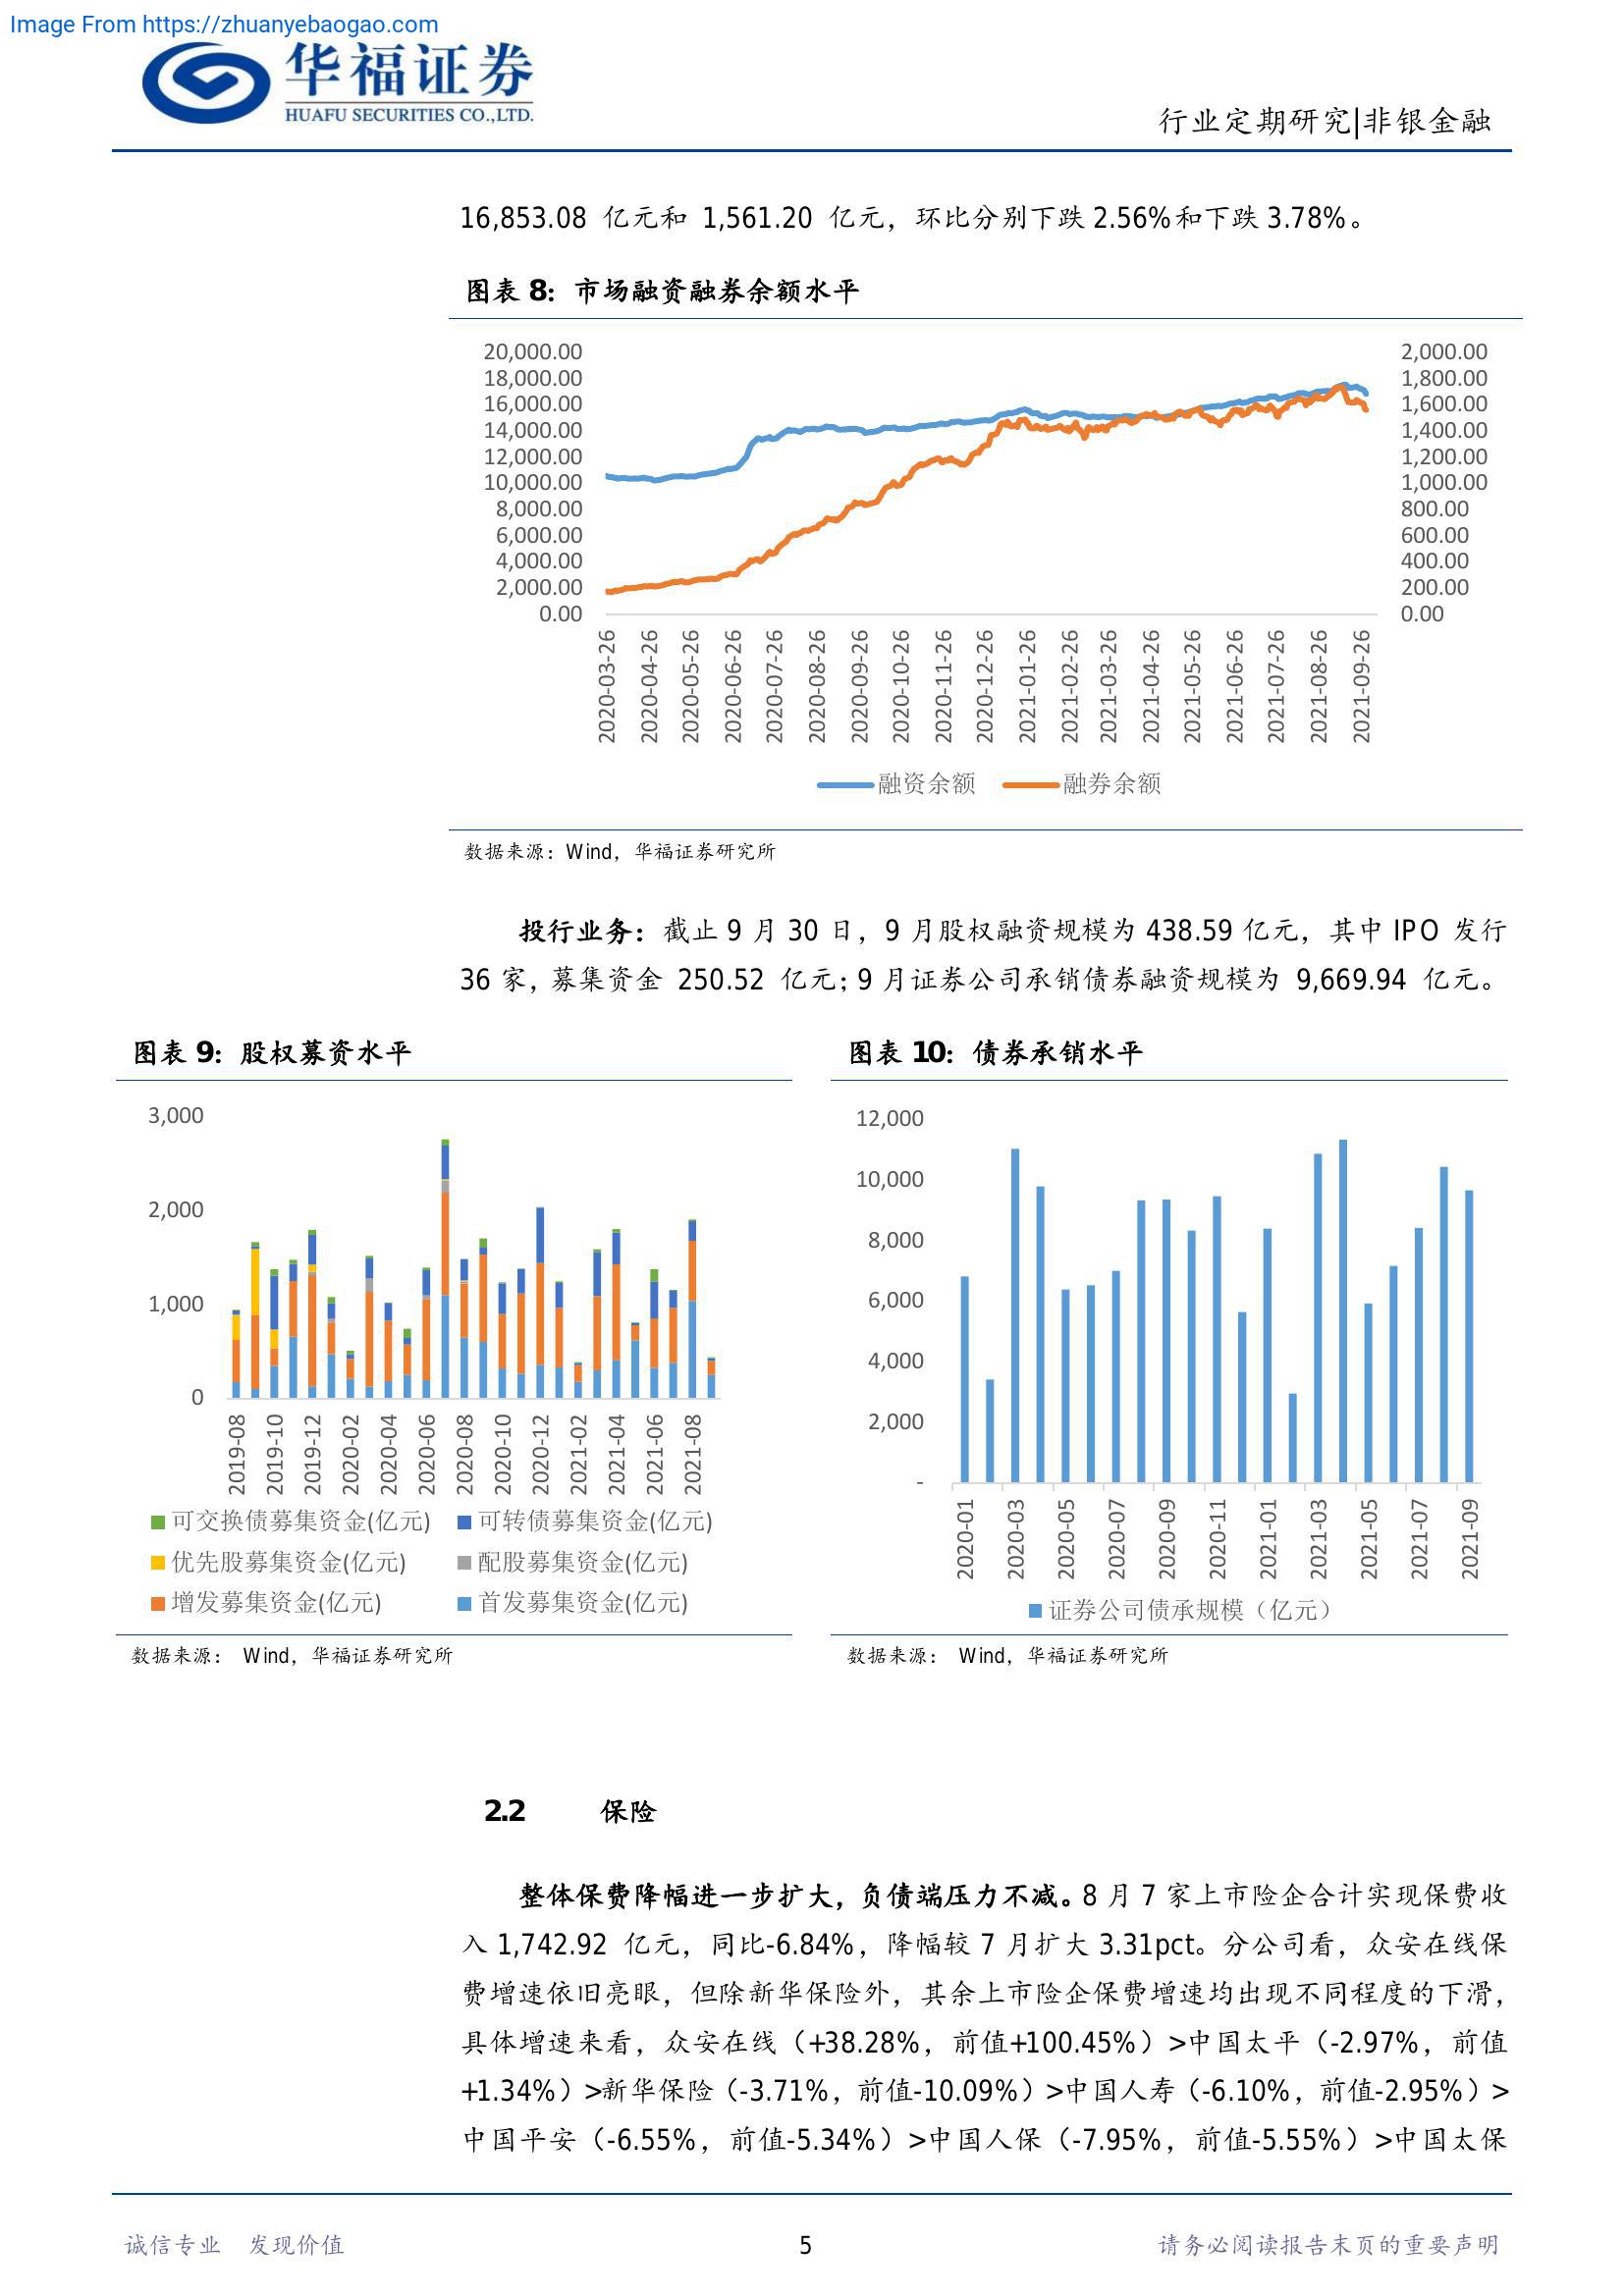 Image From https://zhuanyebaogao.com
华福证券
HUAFU SECURITIES CO.,LTD.
行业定期研究|非银金融
16,853.08 亿元和 1,561.20 亿元，环比分别下跌 2.56%和下跌 3.78%。
图表 8：市场融资融券余额水平
20,000.00
18,000.00
16,000.00
14,000.00
12,000.00
10,000.00
8,000.00
6,000.00
4,000.00
2,000.00
0.00
2,000.00
1,800.00
1,600.00
1,400.00
1,200.00
1,000.00
800.00
600.00
400.00
200.00
0.00
2020-03-26
2020-04-26
2020-05-26
2020-06-26
2020-07-26
2020-08-26
2020-09-26
2020-10-26
2020-11-26
2020-12-26
2021-01-26
2021-02-26
2021-03-26
2021-04-26
2021-05-26
2021-06-26
2021-07-26
2021-08-26
2021-09-26
融资余额 融券余额
数据来源：Wind，华福证券研究所
投行业务：截止 9 月 30 日，9 月股权融资规模为 438.59 亿元，其中 IPO 发行
36 家，募集资金 250.52 亿元；9 月证券公司承销债券融资规模为 9,669.94 亿元。
图表 9：股权募资水平
3,000
2,000
1,000
0
2019-08
2019-10
2019-12
2020-02
2020-04
2020-06
2020-08
2020-10
2020-12
2021-02
2021-04
2021-06
2021-08
可交换债募集资金(亿元) 可转债募集资金(亿元)
优先股募集资金(亿元) 配股募集资金(亿元)
增发募集资金(亿元) 首发募集资金(亿元)
数据来源： Wind，华福证券研究所
图表 10：债券承销水平
12,000
10,000
8,000
6,000
4,000
2,000
-
2020-01
2020-03
2020-05
2020-07
2020-09
2020-11
2021-01
2021-03
2021-05
2021-07
2021-09
证券公司债承规模（亿元）
数据来源： Wind，华福证券研究所
2.2 保险
整体保费降幅进一步扩大，负债端压力不减。8 月 7 家上市险企合计实现保费收
入 1,742.92 亿元，同比-6.84%，降幅较 7 月扩大 3.31pct。分公司看，众安在线保
费增速依旧亮眼，但除新华保险外，其余上市险企保费增速均出现不同程度的下滑，
具体增速来看，众安在线（+38.28%，前值+100.45%）>中国太平（-2.97%，前值
+1.34%）>新华保险（-3.71%，前值-10.09%）>中国人寿（-6.10%，前值-2.95%）>
中国平安（-6.55%，前值-5.34%）>中国人保（-7.95%，前值-5.55%）>中国太保
诚信专业 发现价值
5
请务必阅读报告末页的重要声明